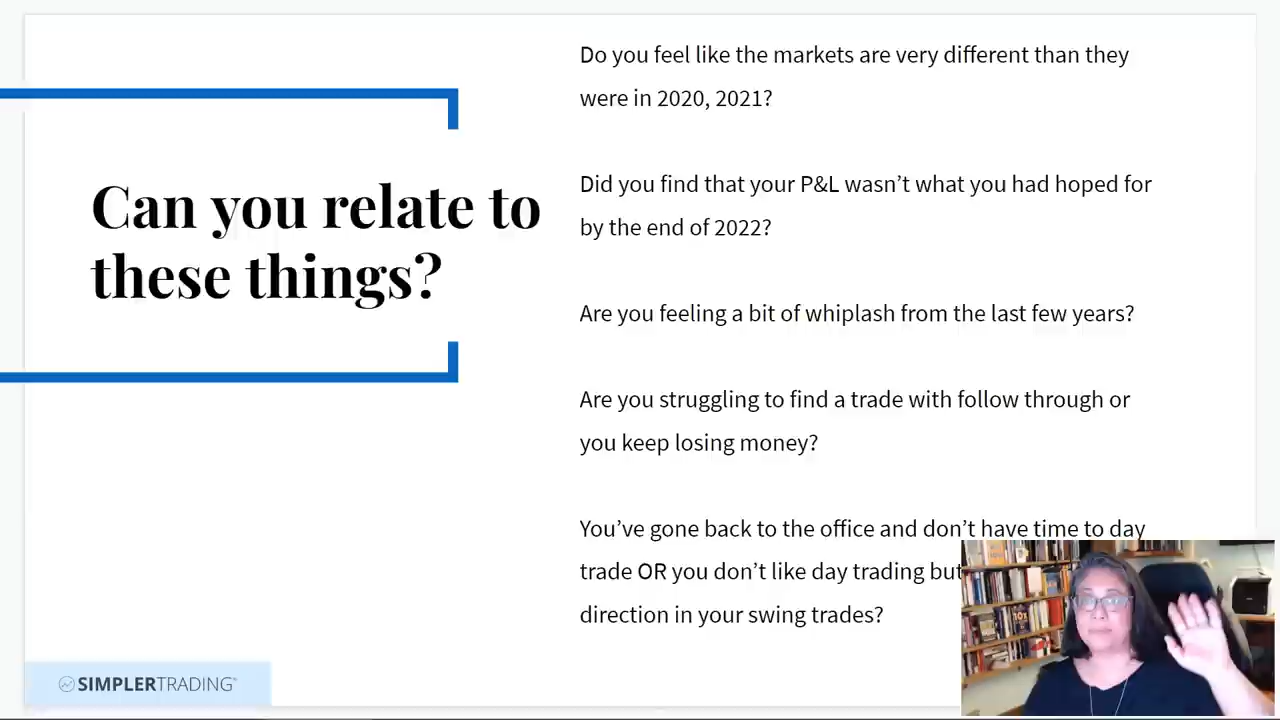 Can you relate to
these things?
Do you feel like the markets are very different than they
were in 2020, 2021?
Did you find that your P&L wasn’t what you had hoped for
by the end of 2022?
Are you feeling a bit of whiplash from the last few years?
Are you struggling to find a trade with follow through or
you keep losing money?
You’ve gone back to the office and don’t have time to day
trade OR you don’t like day trading but
direction in your swing trades?
SIMPLERTRADING